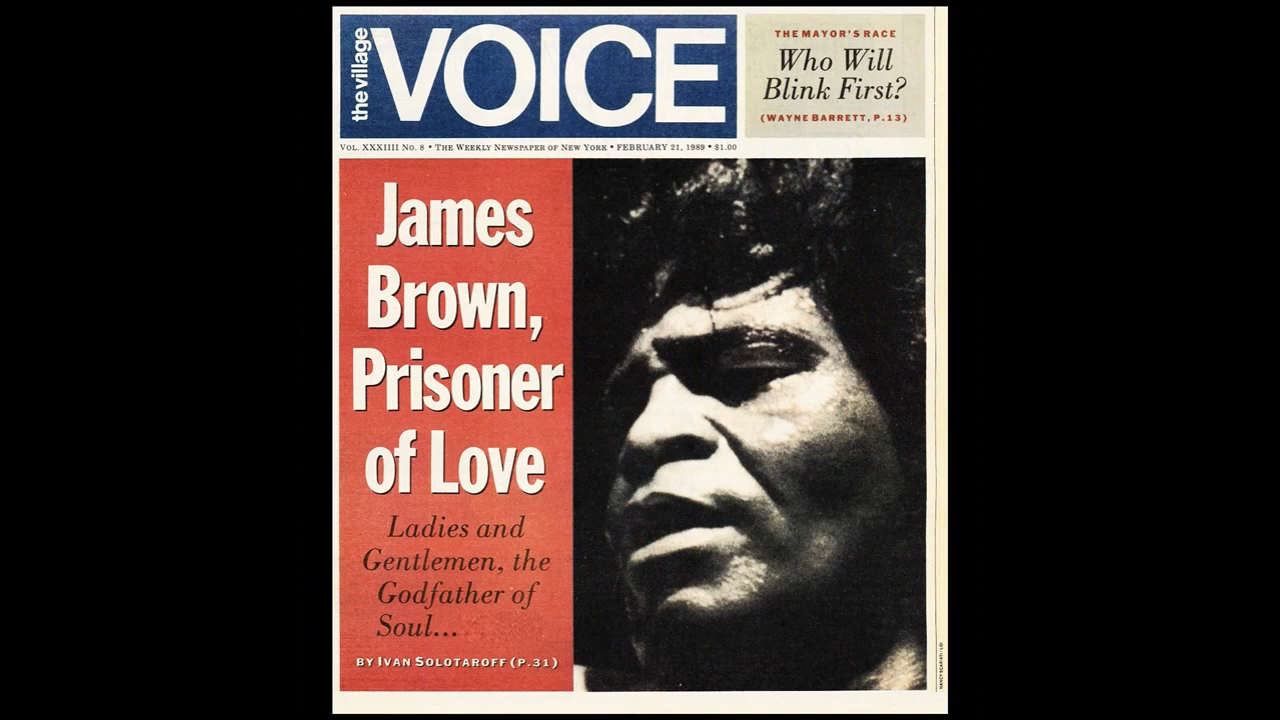 the village
VOICE
THE MAYOR'S RACE
Who Will
Blink First?
(WAYNE BARRETT, P.13)
VOL. XXXIIII No. 8 • THE WEEKLY NEWSPAPER OF NEW YORK • FEBRUARY 21, 1989 • $1.00
James
Brown,
Prisoner
of Love
Ladies and
Gentlemen, the
Godfather of
Soul...
BY IVAN SOLOTAROFF (P.31)